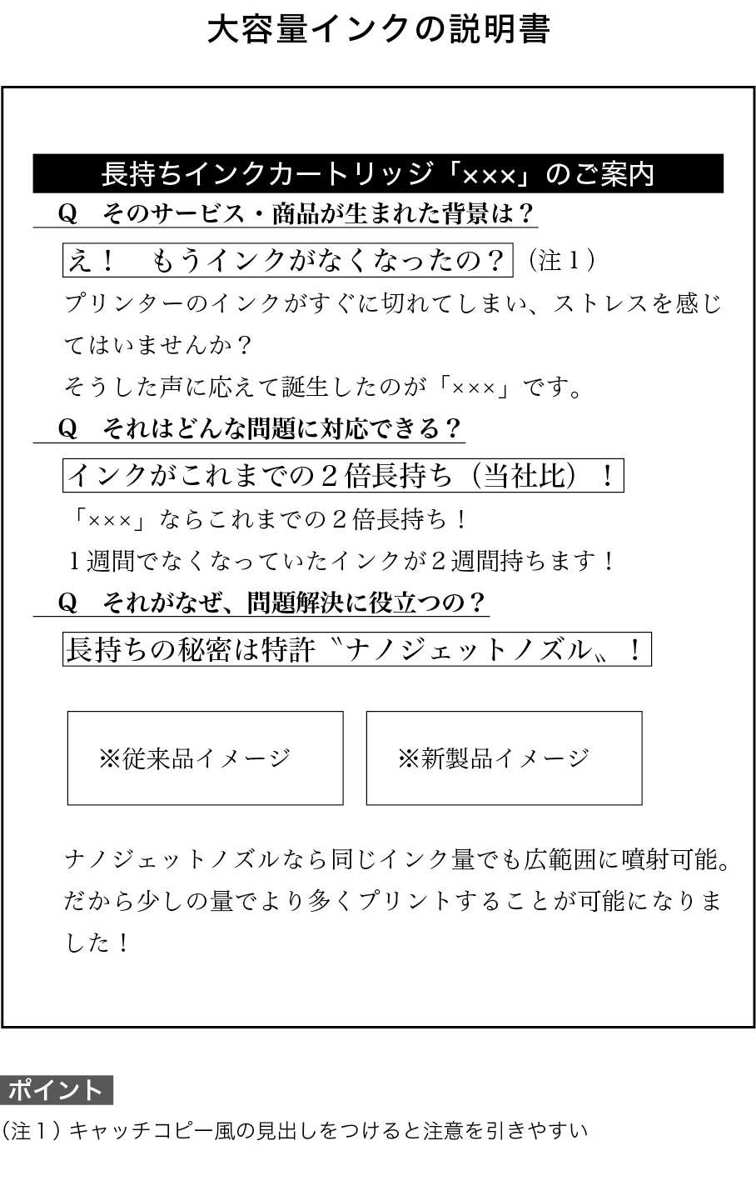 大容量インクの説明書
長持ちインクカートリッジ「×××」のご案内
Q　そのサービス・商品が生まれた背景は？
え！　もうインクがなくなったの？（注１）
プリンターのインクがすぐに切れてしまい、ストレスを感じ
てはいませんか？
そうした声に応えて誕生したのが「×××」です。
Q　それはどんな問題に対応できる？
インクがこれまでの２倍長持ち（当社比）！
「×××」ならこれまでの２倍長持ち！
１週間でなくなっていたインクが２週間持ちます！
Q　それがなぜ、問題解決に役立つの？
長持ちの秘密は特許〝ナノジェットノズル〟！
※従来品イメージ　※新製品イメージ
ナノジェットノズルなら同じインク量でも広範囲に噴射可能。
だから少しの量でより多くプリントすることが可能になりま
した！
ポイント
（注１）キャッチコピー風の見出しをつけると注意を引きやすい